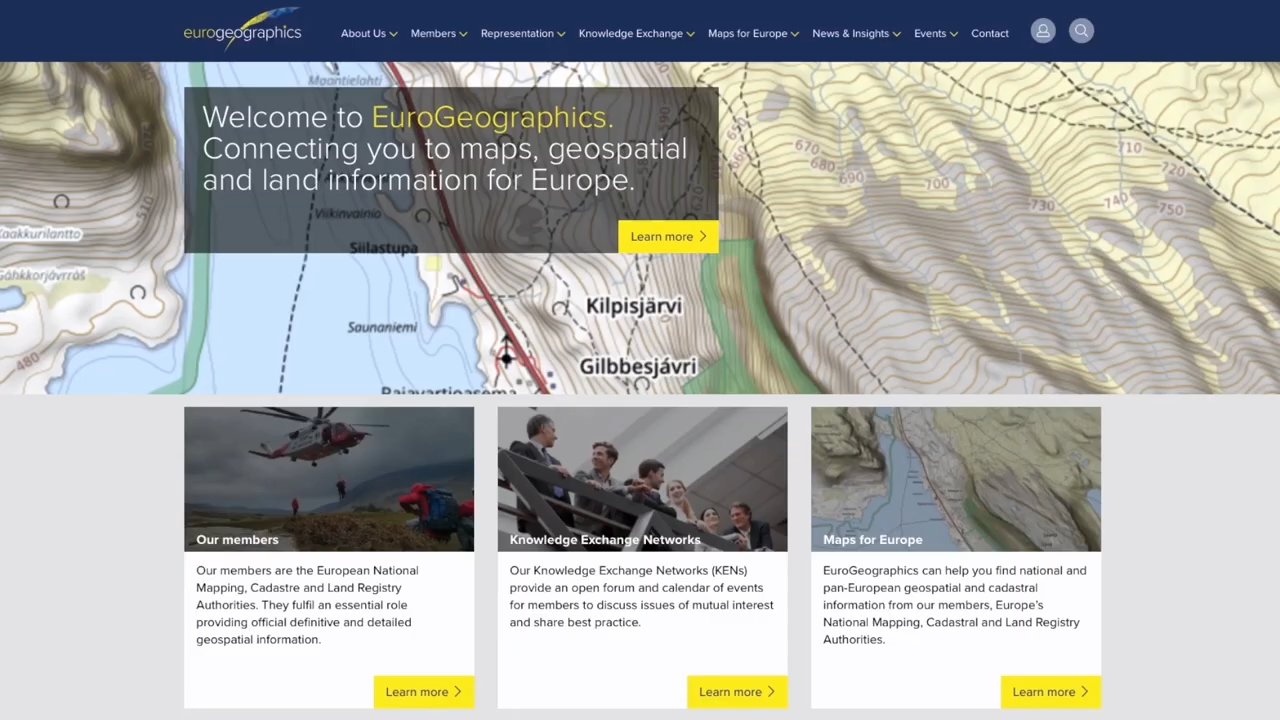 eurogeographics
About Us Members Representation Knowledge Exchange Maps for Europe News & Insights Events Contact
Maantielahti
Welcome to EuroGeographics.
Connecting you to maps, geospatial
and land information for Europe.
Learn more
Viikinvainio
Siilastupa
Saunaniemi
Kilpisjärvi
Gilbbesjávri
Rajavartioasema
510
480
670
680
690
700
710
720
730
740
750
Our members
Our members are the European National
Mapping, Cadastre and Land Registry
Authorities. They fulfil an essential role
providing official definitive and detailed
geospatial information.
Learn more
Knowledge Exchange Networks
Our Knowledge Exchange Networks (KENs)
provide an open forum and calendar of events
for members to discuss issues of mutual interest
and share best practice.
Learn more
Maps for Europe
EuroGeographics can help you find national and
pan-European geospatial and cadastral
information from our members, Europe's
National Mapping, Cadastral and Land Registry
Authorities.
Learn more